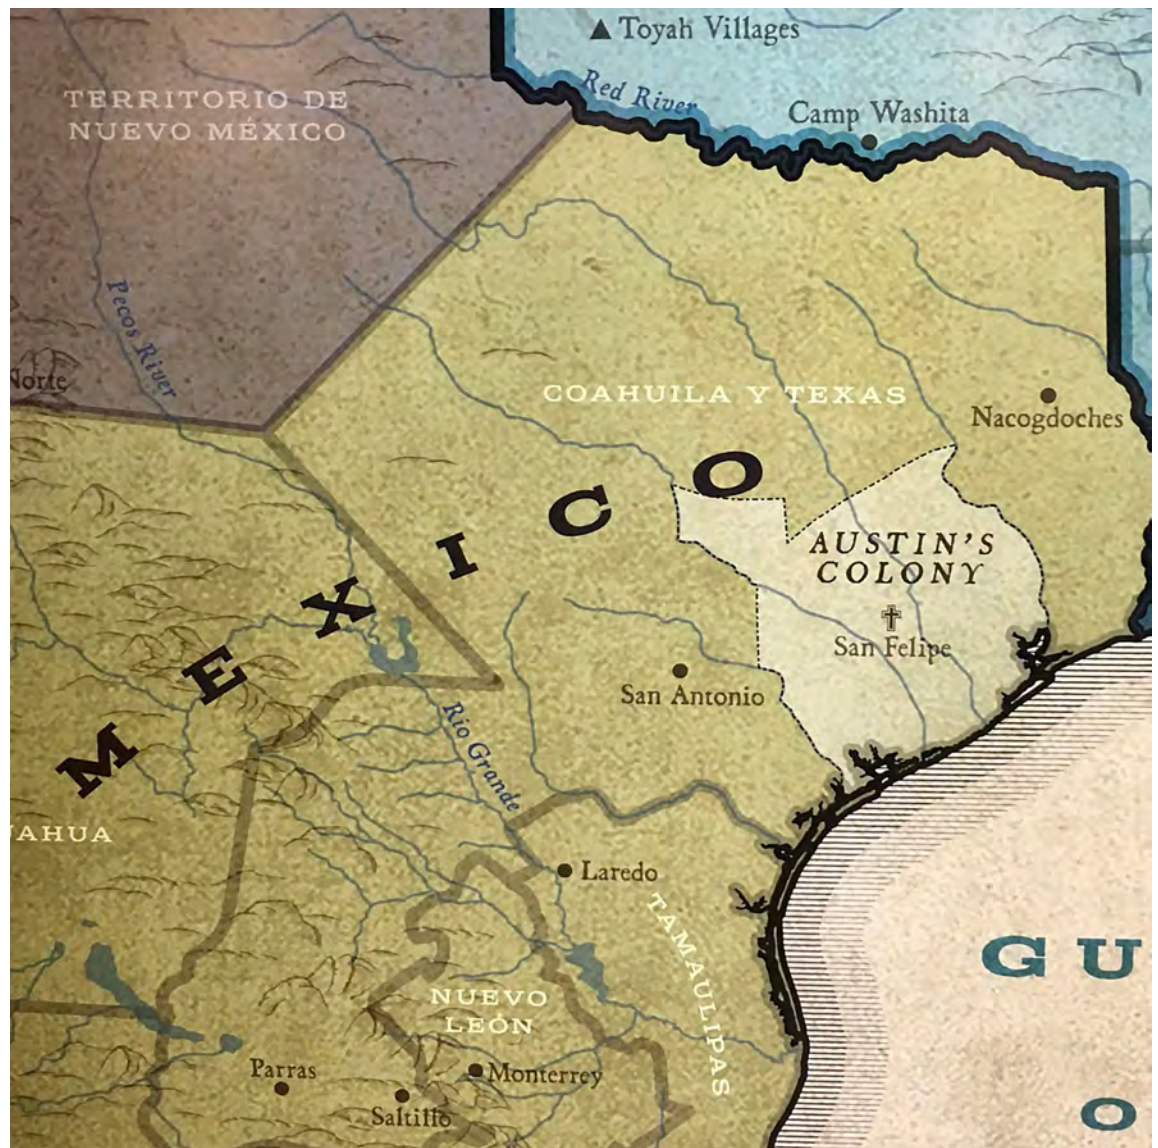 Toyah Villages
Red River
Camp Washita
TERRITORIO DE
NUEVO MÉXICO
Pecos River
Norte
COAHUILA Y TEXAS
Nacogdoches
MEXICO
AUSTIN'S
COLONY
San Felipe
San Antonio
Rio Grande
AHUA
Laredo
TAMAULIPAS
GU
NUEVO
LEÓN
Parras
Monterrey
Saltillo
O